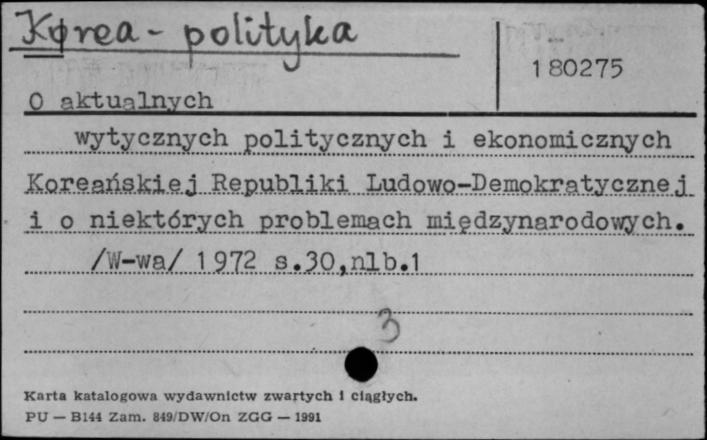 Korea - polityka
180275
O aktualnych
wytycznych politycznych i ekonomicznych
Koreańskiej Republiki Ludowo-Demokratycznej
i o niektórych problemach międzynarodowych.
/W-wa/ 1972 s.30,nlb.1
3
Karta katalogowa wydawnictw zwartych i ciągłych.
PU — B144 Zam. 849/DW/On ZGG — 1991